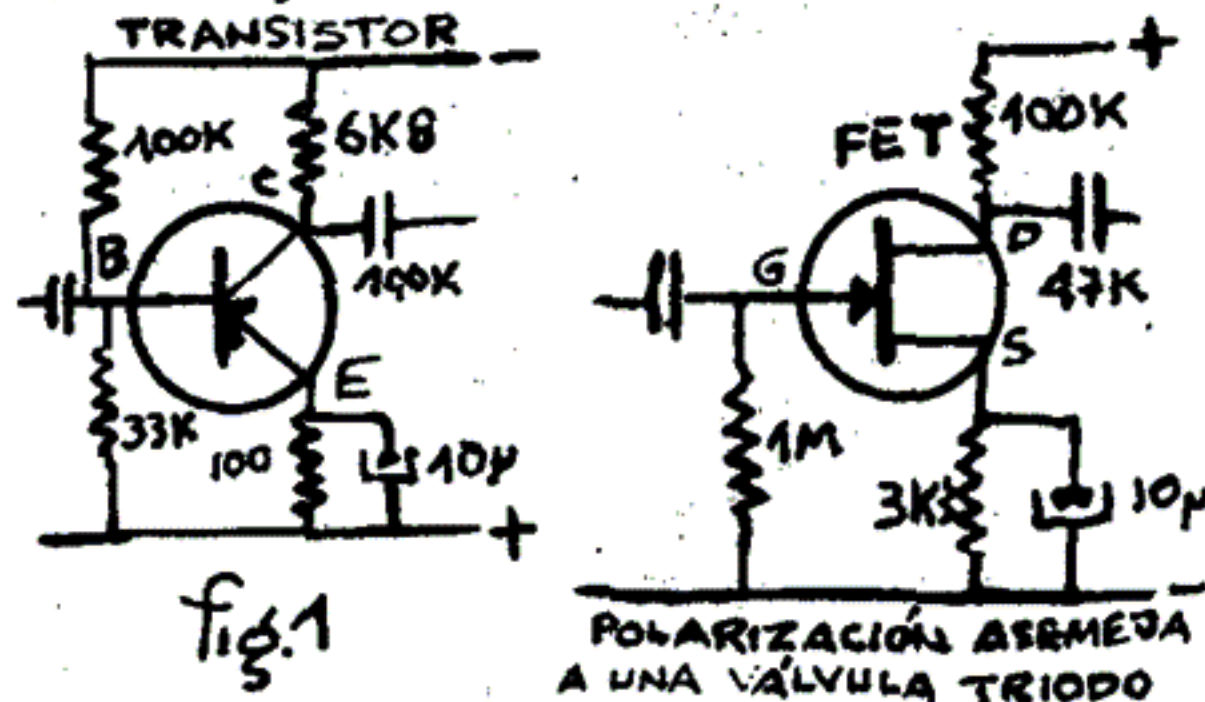 TRANSISTOR
-
100K
6K8
C
B
100K
E
33K
100
10µ
+
fig.1
+
100K
FET
D
G
47K
S
1M
10µ
-
POLARIZACIÓN ASEMEJA
A UNA VÁLVULA TRIODO